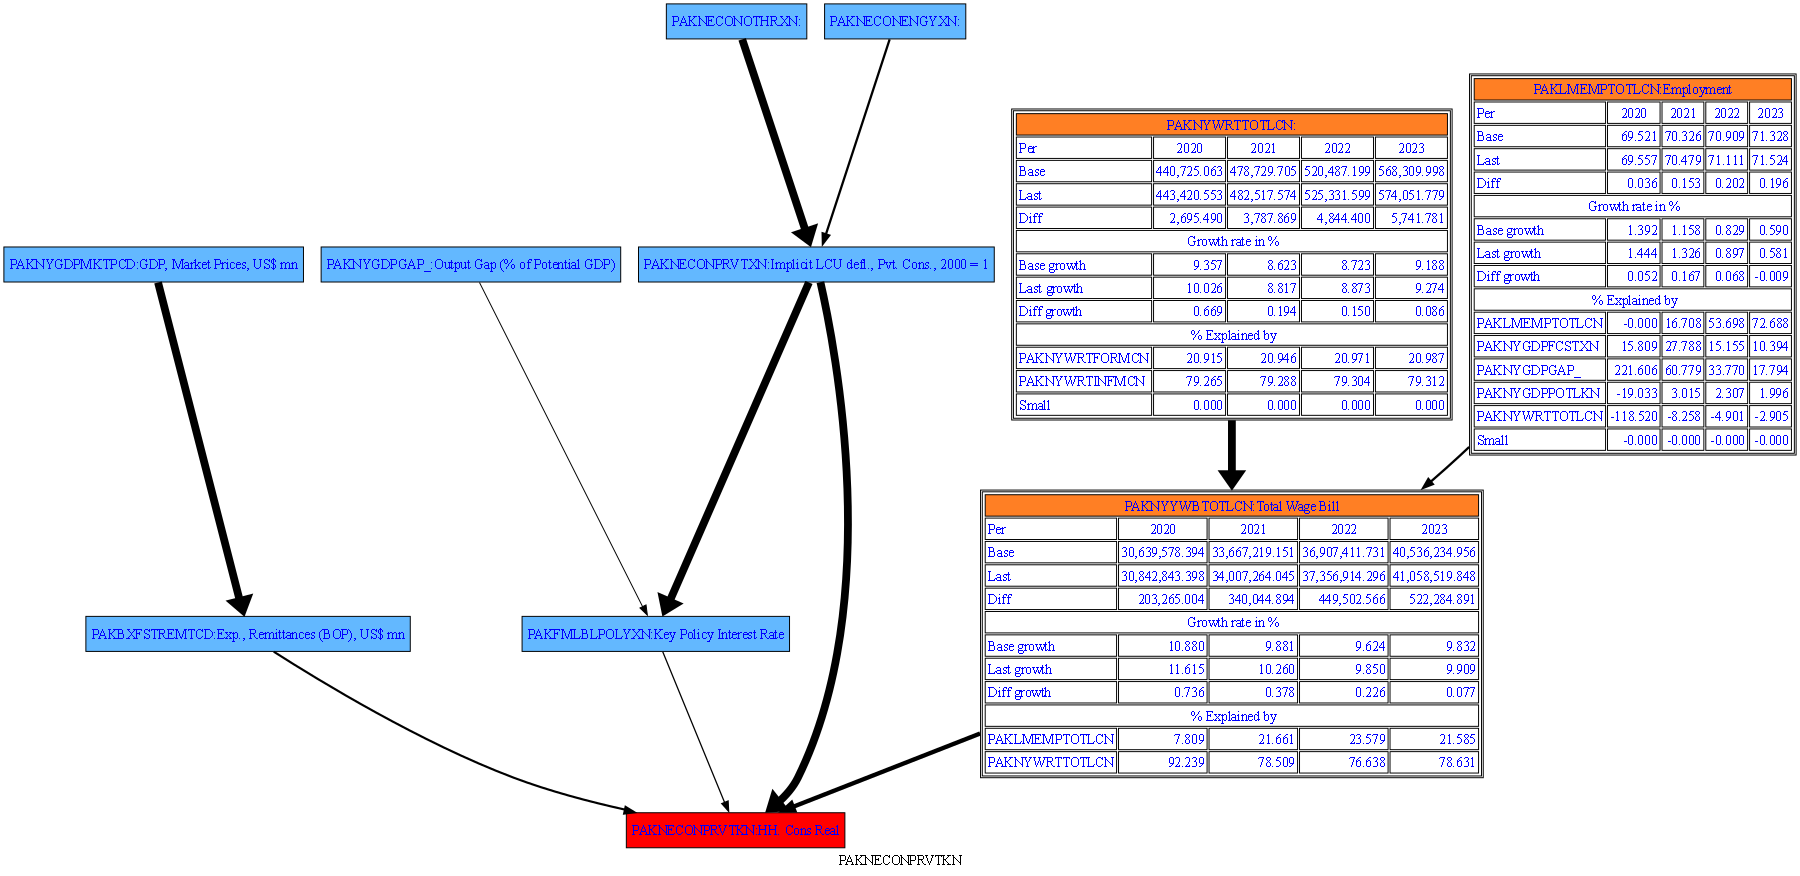 PAKNECONOTHRXN:
PAKNECONENGYXN:
PAKNYGDPMKTPCD:GDP, Market Prices, US$ mn
PAKNYGDPGAP_:Output Gap (% of Potential GDP)
PAKNECONPRVTXN:Implicit LCU defl., Pvt. Cons., 2000 = 1
PAKLMEMPTOTLCN:Employment
Per 2020 2021 2022 2023
Base 69.521 70.326 70.909 71.328
Last 69.557 70.479 71.111 71.524
Diff 0.036 0.153 0.202 0.196
Growth rate in %
Base growth 1.392 1.158 0.829 0.590
Last growth 1.444 1.326 0.897 0.581
Diff growth 0.052 0.167 0.068 -0.009
% Explained by
PAKLMEMPTOTLCN -0.000 16.708 53.698 72.688
PAKNYGDPFCSTXN 15.809 27.788 15.155 10.394
PAKNYGDPGAP_ 221.606 60.779 33.770 17.794
PAKNYGDPPOTLKN -19.033 3.015 2.307 1.996
PAKNYWRTTOTLCN -118.520 -8.258 -4.901 -2.905
Small -0.000 -0.000 -0.000 -0.000
PAKNYWRTTOTLCN:
Per 2020 2021 2022 2023
Base 440,725.063 478,729.705 520,487.199 568,309.998
Last 443,420.553 482,517.574 525,331.599 574,051.779
Diff 2,695.490 3,787.869 4,844.400 5,741.781
Growth rate in %
Base growth 9.357 8.623 8.723 9.188
Last growth 10.026 8.817 8.873 9.274
Diff growth 0.669 0.194 0.150 0.086
% Explained by
PAKNYWRTFORMCN 20.915 20.946 20.971 20.987
PAKNYWRTINFMCN 79.265 79.288 79.304 79.312
Small 0.000 0.000 0.000 0.000
PAKNYYWBTOTLCN:Total Wage Bill
Per 2020 2021 2022 2023
Base 30,639,578.394 33,667,219.151 36,907,411.731 40,536,234.956
Last 30,842,843.398 34,007,264.045 37,356,914.296 41,058,519.848
Diff 203,265.004 340,044.894 449,502.566 522,284.891
Growth rate in %
Base growth 10.880 9.881 9.624 9.832
Last growth 11.615 10.260 9.850 9.909
Diff growth 0.736 0.378 0.226 0.077
% Explained by
PAKLMEMPTOTLCN 7.809 21.661 23.579 21.585
PAKNYWRTTOTLCN 92.239 78.509 76.638 78.631
PAKBXFSTREMTCD:Exp., Remittances (BOP), US$ mn
PAKFMLBLPOLYXN:Key Policy Interest Rate
PAKNECONPRVTKN:HH. Cons Real
PAKNECONPRVTKN